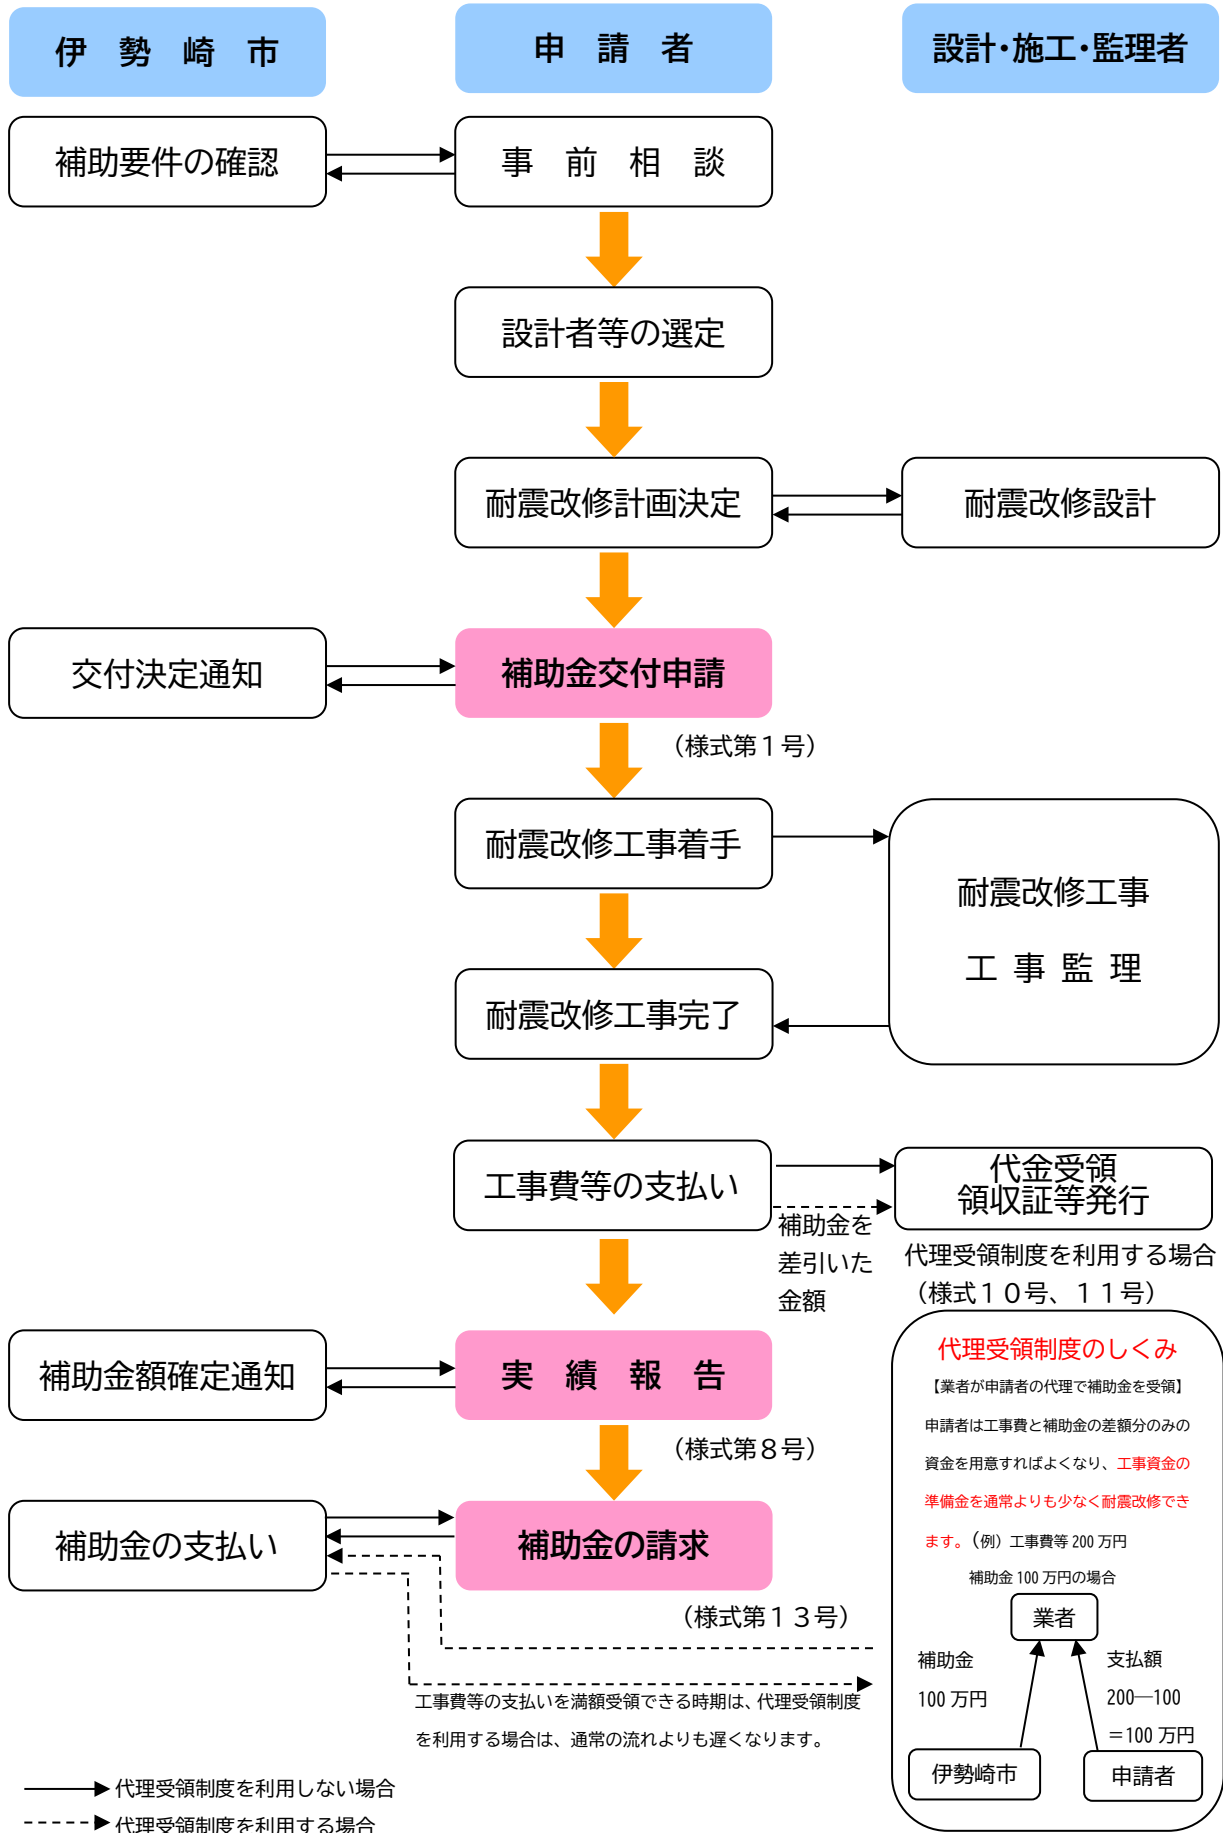 伊　勢　崎　市
申　請　者
設計・施工・監理者
補助要件の確認
事　前　相　談
設計者等の選定
耐震改修計画決定
耐震改修設計
交付決定通知
補助金交付申請
（様式第１号）
耐震改修工事着手
耐震改修工事
工 事 監 理
耐震改修工事完了
工事費等の支払い
代金受領
領収証等発行
補助金を
差引いた
金額
代理受領制度を利用する場合
（様式１０号、１１号）
補助金額確定通知
実　績　報　告
（様式第８号）
補助金の支払い
補助金の請求
（様式第１３号）
工事費等の支払いを満額受領できる時期は、代理受領制度
を利用する場合は、通常の流れよりも遅くなります。
代理受領制度のしくみ
【業者が申請者の代理で補助金を受領】
申請者は工事費と補助金の差額分のみの
資金を用意すればよくなり、工事資金の
準備金を通常よりも少なく耐震改修でき
ます。（例）工事費等 200 万円
補助金 100 万円の場合
業者
補助金
100 万円
支払額
200―100
＝100 万円
伊勢崎市
申請者
代理受領制度を利用しない場合
代理受領制度を利用する場合